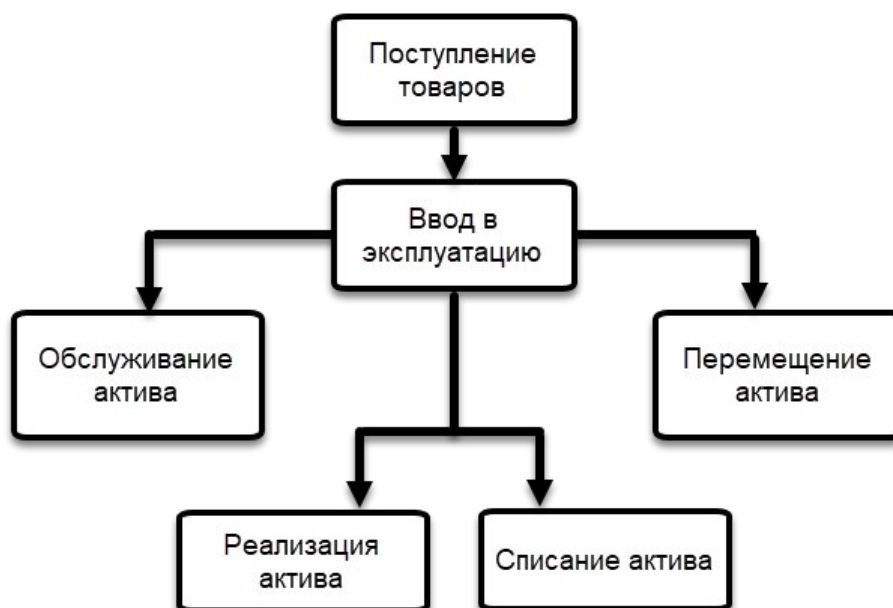 Поступление
товаров
Ввод в
эксплуатацию
Обслуживание
актива
Перемещение
актива
Реализация
актива
Списание актива